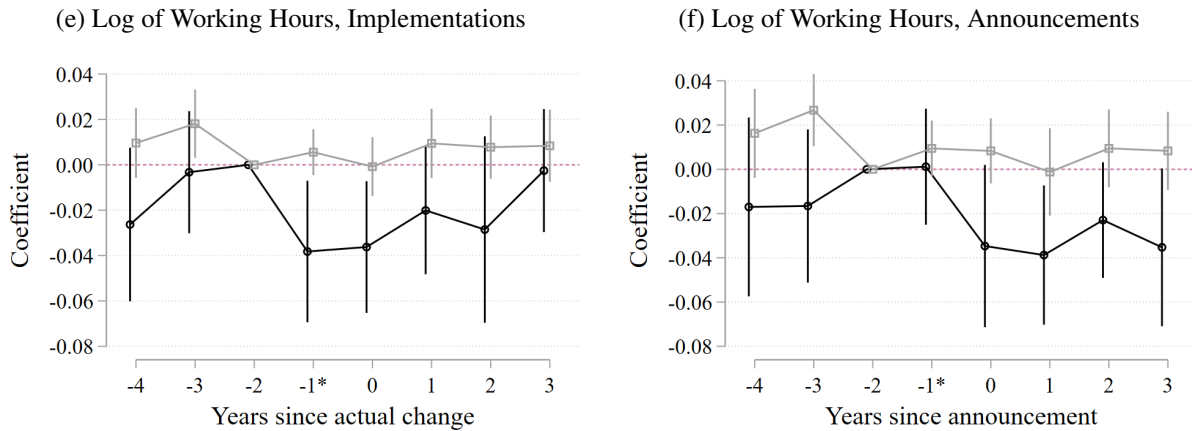 (e) Log of Working Hours, Implementations
0.04
0.02
0.00
-0.02
-0.04
-0.06
-0.08
Coefficient
-4 -3 -2 -1* 0 1 2 3
Years since actual change
(f) Log of Working Hours, Announcements
0.04
0.02
0.00
-0.02
-0.04
-0.06
-0.08
Coefficient
-4 -3 -2 -1* 0 1 2 3
Years since announcement